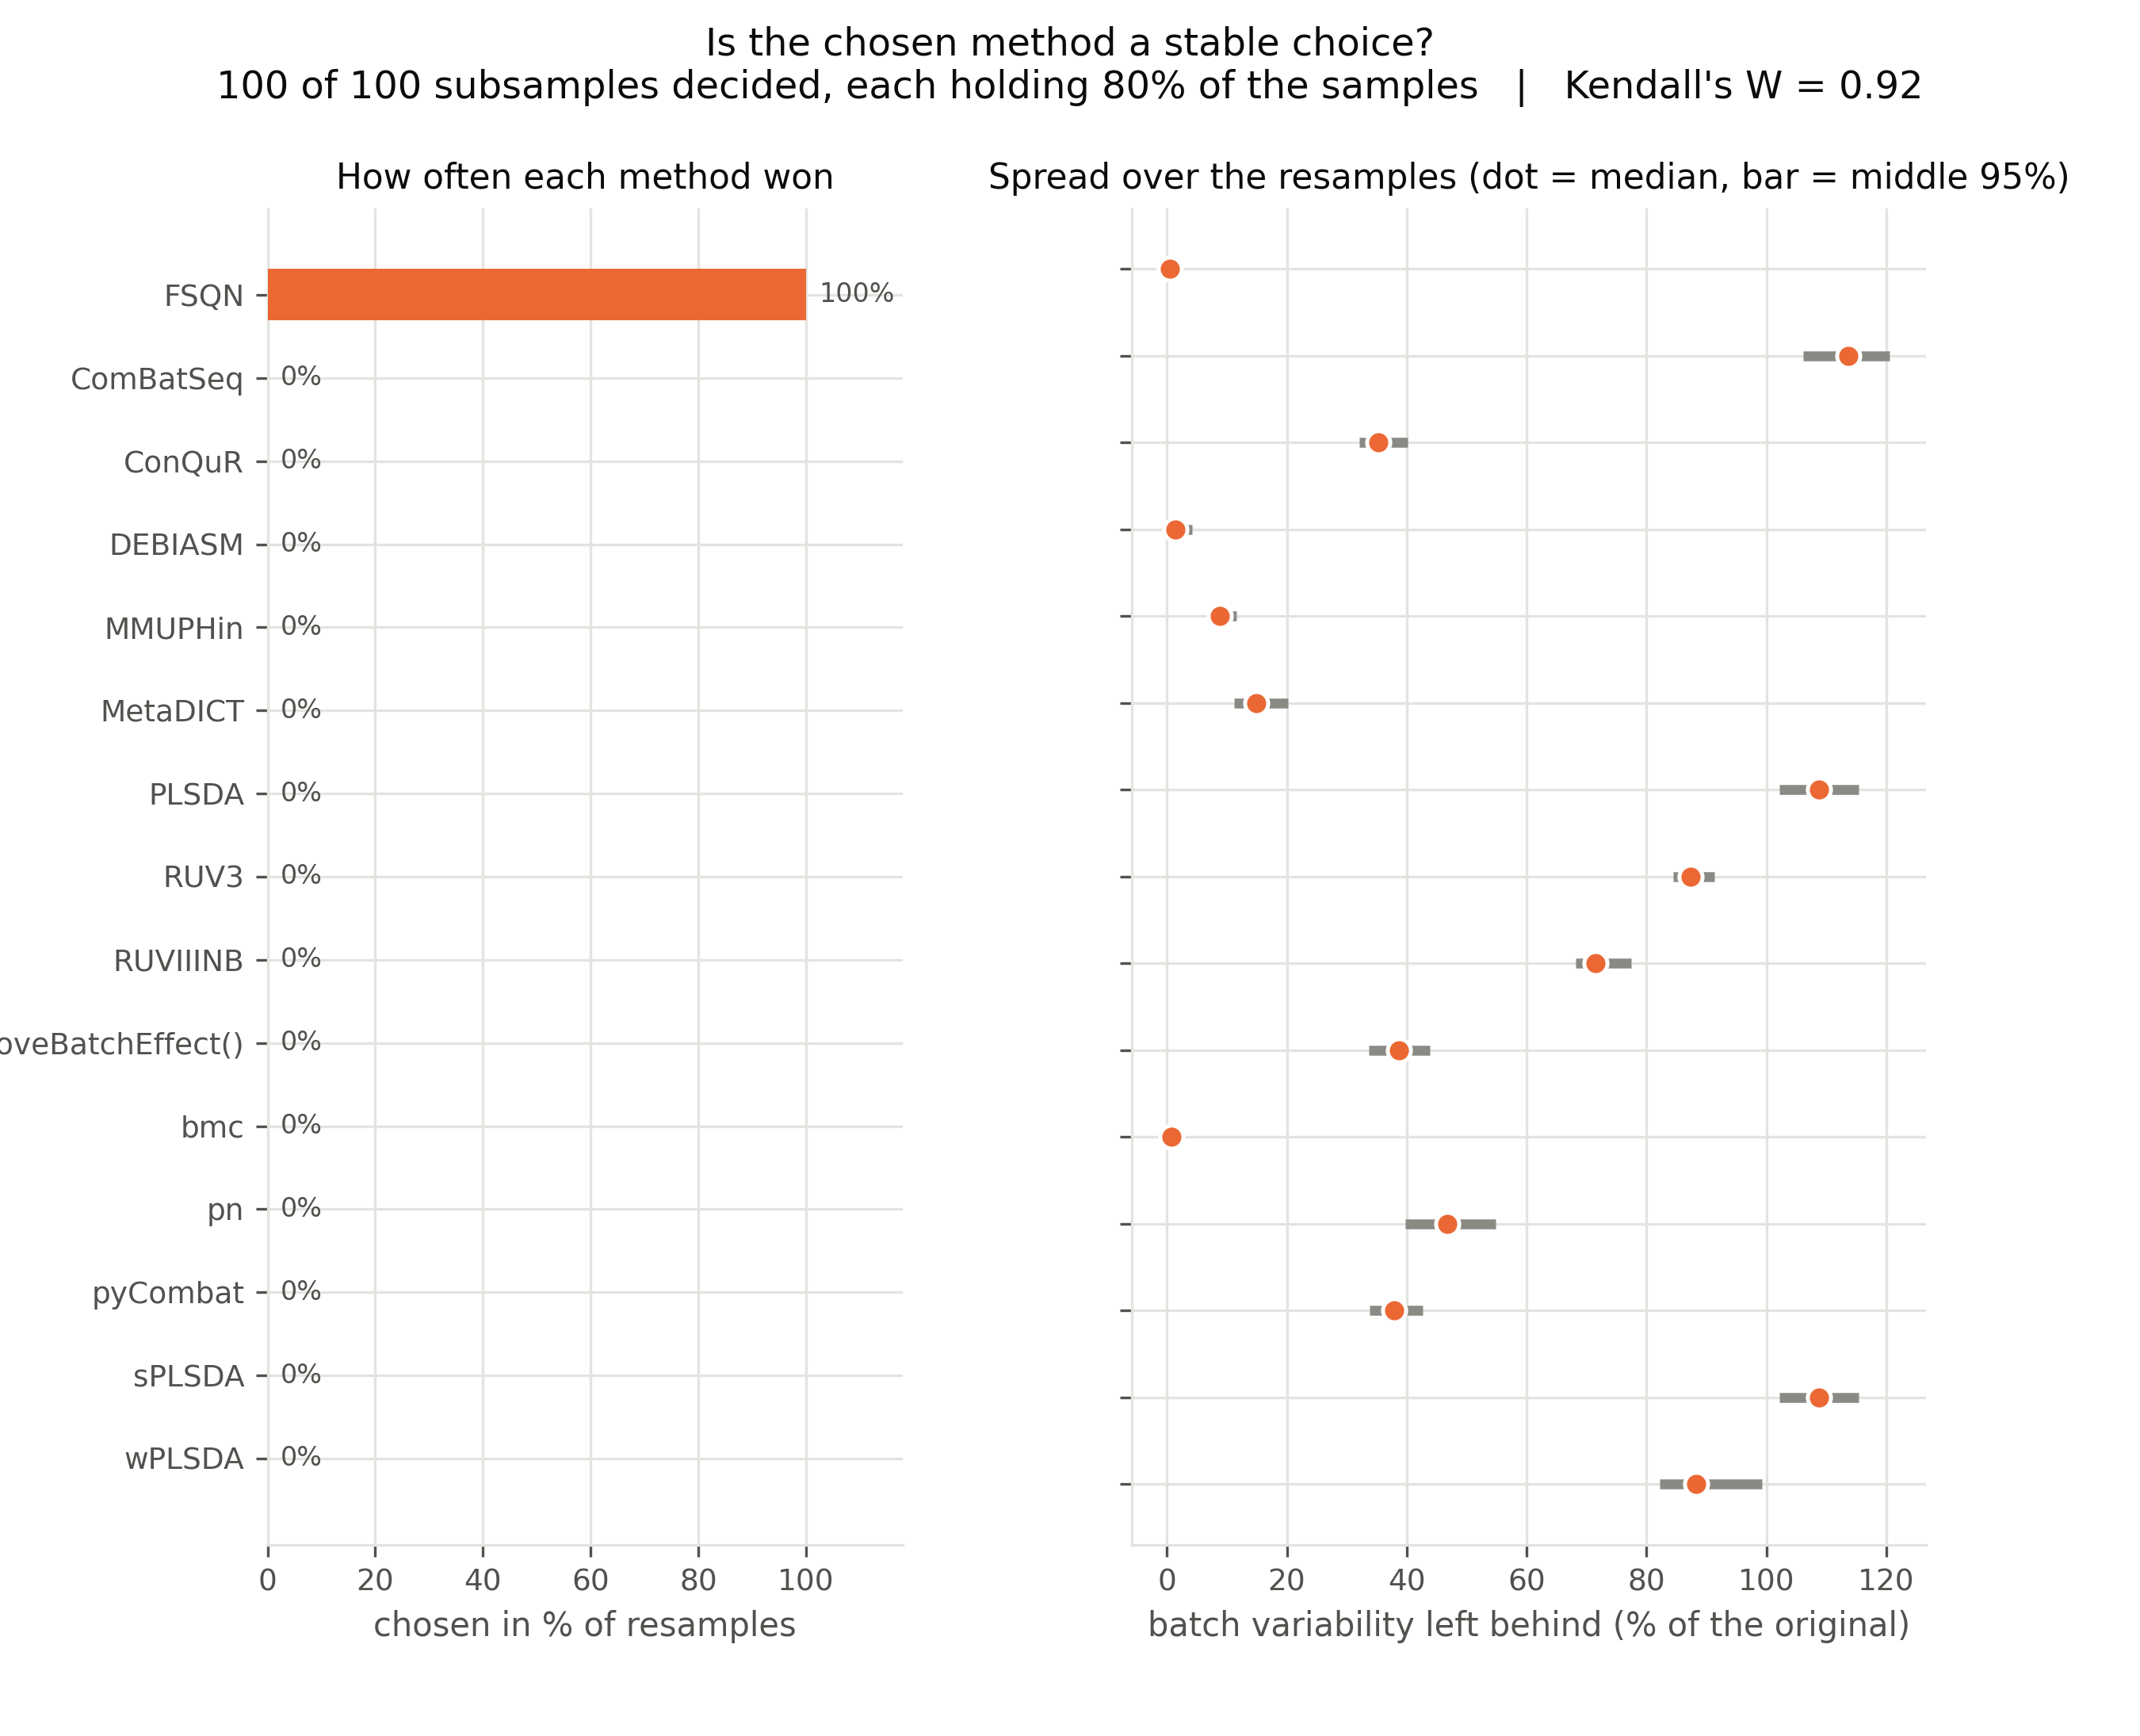 Is the chosen method a stable choice?
100 of 100 subsamples decided, each holding 80% of the samples | Kendall's W = 0.92
How often each method won
Spread over the resamples (dot = median, bar = middle 95%)
FSQN
100%
ComBatSeq
0%
ConQuR
0%
DEBIASM
0%
MMUPHin
0%
MetaDICT
0%
PLSDA
0%
RUV3
0%
RUVIIINB
0%
oveBatchEffect()
0%
bmc
0%
pn
0%
pyCombat
0%
sPLSDA
0%
wPLSDA
0%
0 20 40 60 80 100
chosen in % of resamples
0 20 40 60 80 100 120
batch variability left behind (% of the original)